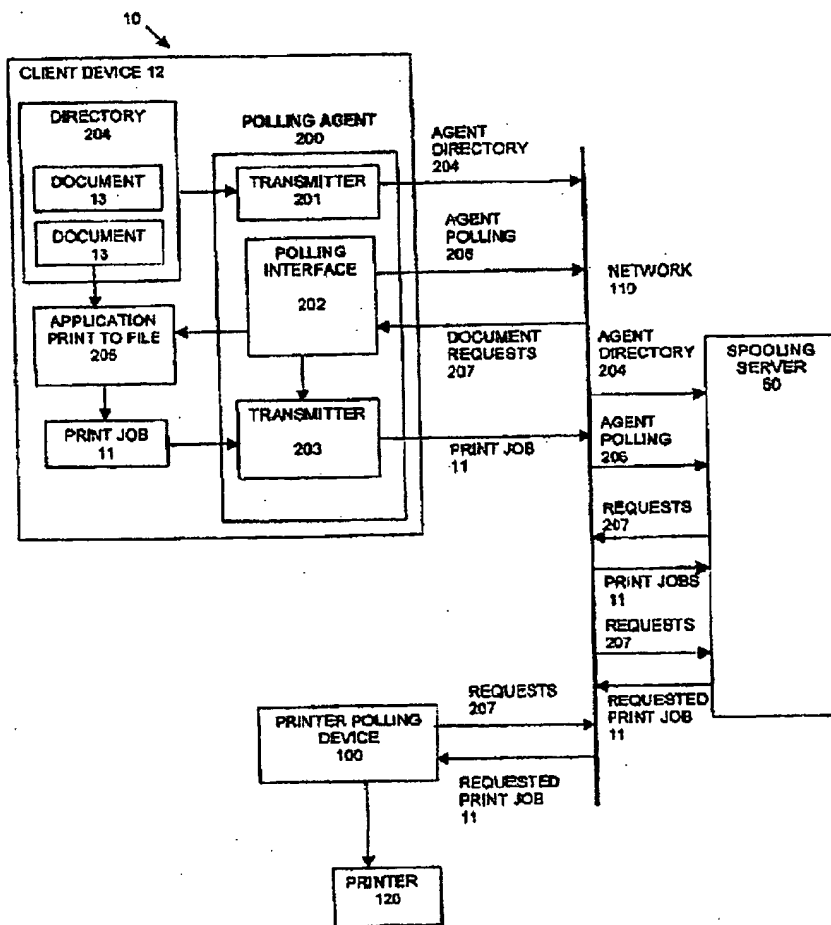 10
CLIENT DEVICE 12
DIRECTORY
204
DOCUMENT
13
DOCUMENT
13
APPLICATION
PRINT TO FILE
205
PRINT JOB
11
POLLING AGENT
200
TRANSMITTER
201
POLLING
INTERFACE
202
TRANSMITTER
203
AGENT
DIRECTORY
204
AGENT
POLLING
206
DOCUMENT
REQUESTS
207
PRINT JOB
11
NETWORK
110
AGENT
DIRECTORY
204
AGENT
POLLING
206
REQUESTS
207
PRINT JOBS
11
REQUESTS
207
REQUESTED
PRINT JOB
11
SPOOLING
SERVER
60
PRINTER POLLING
DEVICE
100
REQUESTS
207
REQUESTED
PRINT JOB
11
PRINTER
120